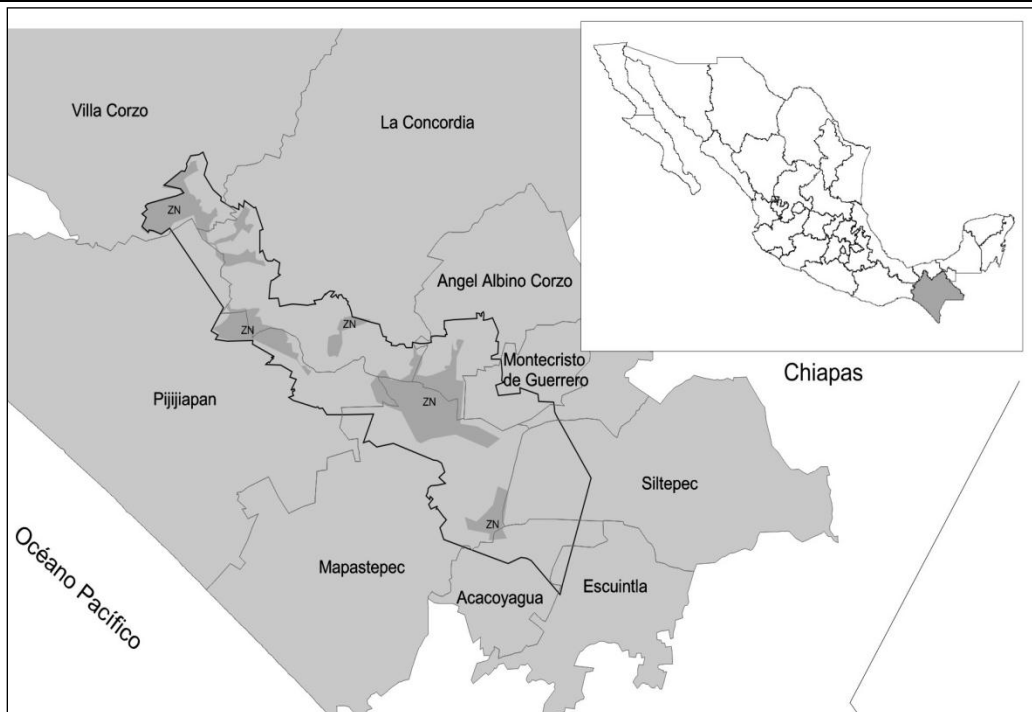 Villa Corzo
La Concordia
ZN
Angel Albino Corzo
ZN
ZN
Montecristo
de Guerrero
Chiapas
Pijijiapan
ZN
Siltepec
ZN
Océano Pacífico
Mapastepec
Acacoyagua
Escuintla